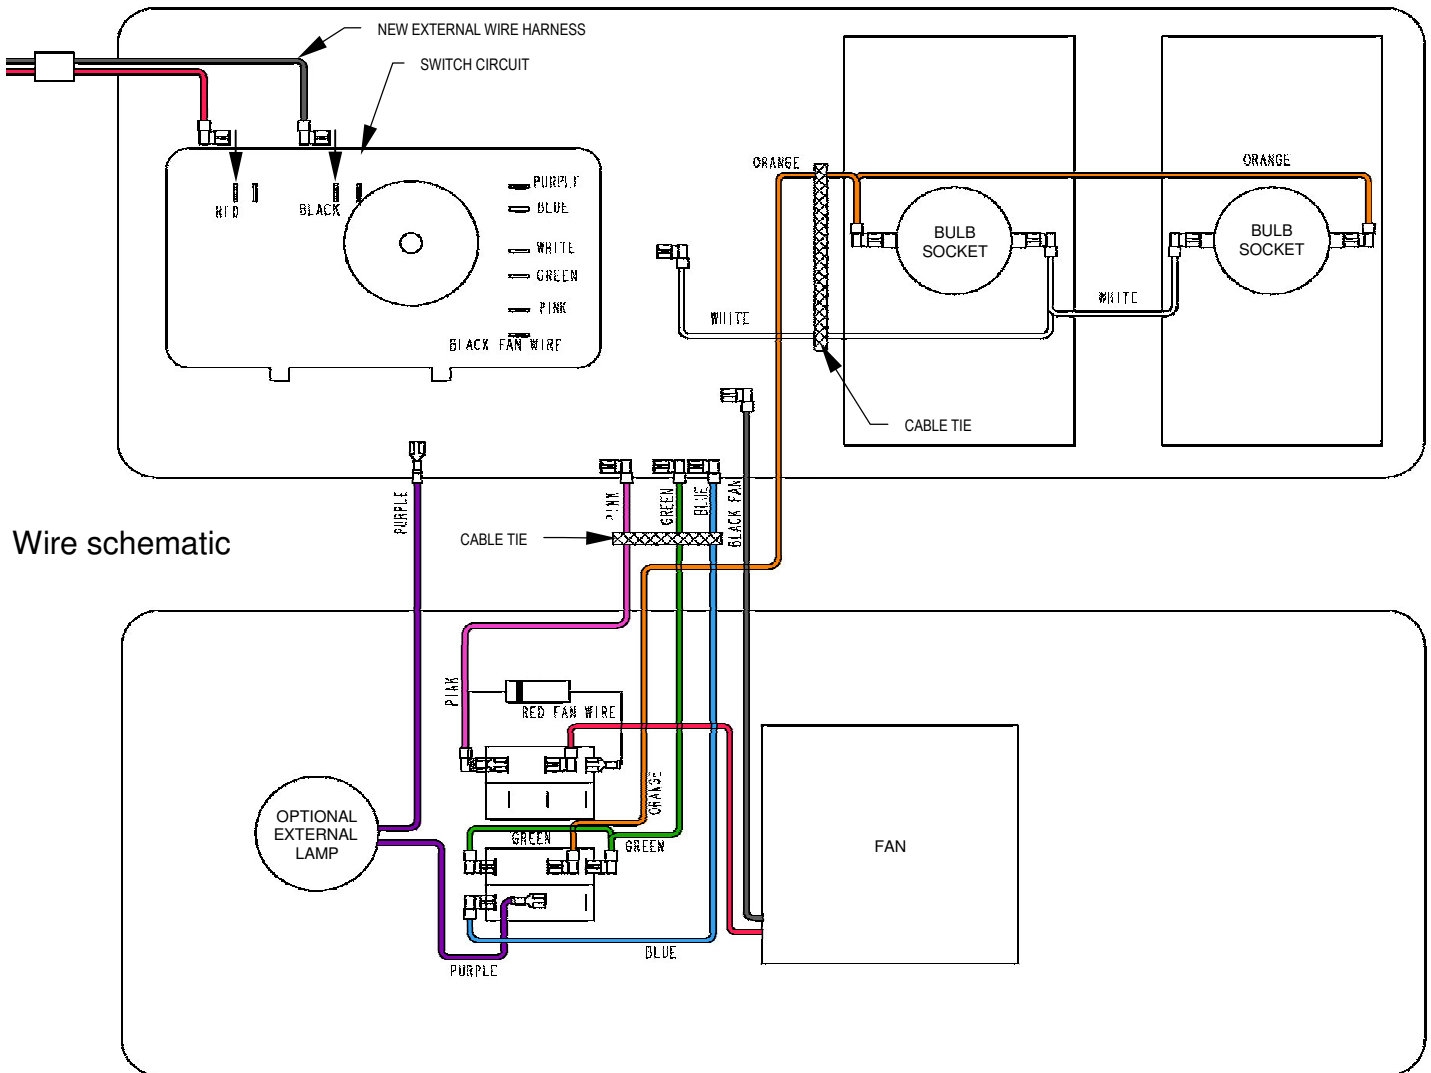 NEW EXTERNAL WIRE HARNESS
SWITCH CIRCUIT
RED
BLACK
PURPLE
BLUE
WHITE
GREEN
PINK
BLACK FAN WIRE
ORANGE
ORANGE
BULB
SOCKET
BULB
SOCKET
WHITE
WHITE
CABLE TIE
PURPLE
PINK
GREEN
BLUE
BLACK FAN
Wire schematic
CABLE TIE
PINK
RED FAN WIRE
ORANGE
OPTIONAL
EXTERNAL
LAMP
GREEN
GREEN
FAN
BLUE
PURPLE